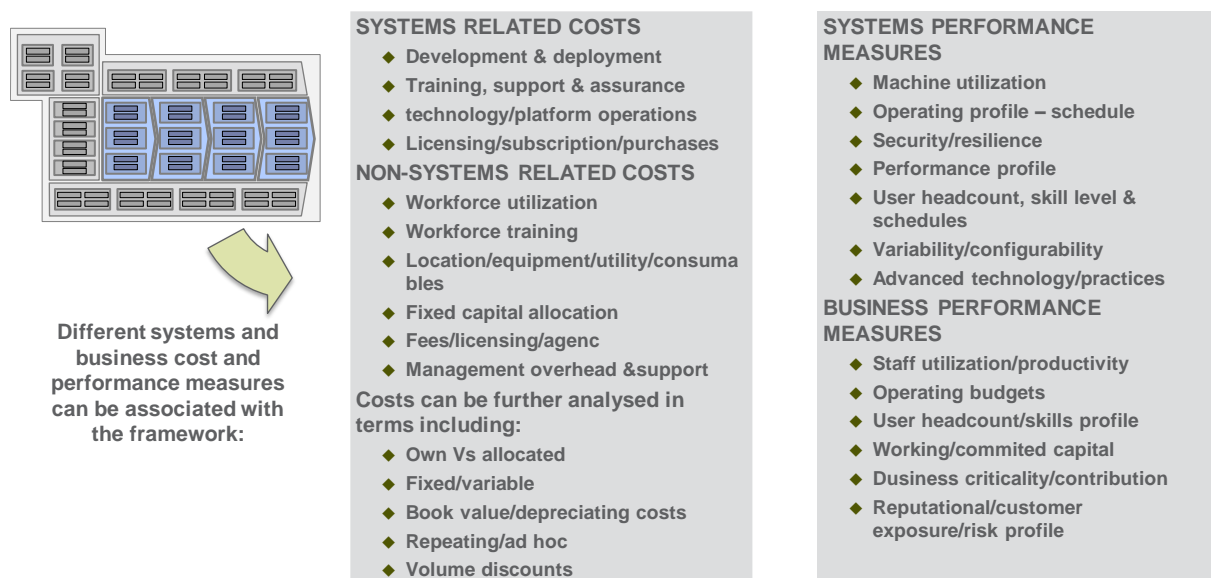 Different systems and
business cost and
performance measures
can be associated with
the framework:
SYSTEMS RELATED COSTS
◆ Development & deployment
◆ Training, support & assurance
◆ technology/platform operations
◆ Licensing/subscription/purchases
NON-SYSTEMS RELATED COSTS
◆ Workforce utilization
◆ Workforce training
◆ Location/equipment/utility/consuma
bles
◆ Fixed capital allocation
◆ Fees/licensing/agenc
◆ Management overhead &support
Costs can be further analysed in
terms including:
◆ Own Vs allocated
◆ Fixed/variable
◆ Book value/depreciating costs
◆ Repeating/ad hoc
◆ Volume discounts
SYSTEMS PERFORMANCE
MEASURES
◆ Machine utilization
◆ Operating profile – schedule
◆ Security/resilience
◆ Performance profile
◆ User headcount, skill level &
schedules
◆ Variability/configurability
◆ Advanced technology/practices
BUSINESS PERFORMANCE
MEASURES
◆ Staff utilization/productivity
◆ Operating budgets
◆ User headcount/skills profile
◆ Working/commited capital
◆ Dusiness criticality/contribution
◆ Reputational/customer
exposure/risk profile